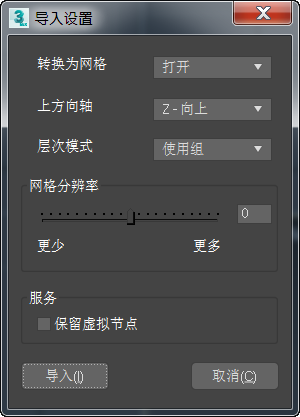 导入设置
转换为网格 打开
上方向轴 Z - 向上
层次模式 使用组
网格分辨率
0
更少 更多
服务
保留虚拟节点
导入(I) 取消(C)